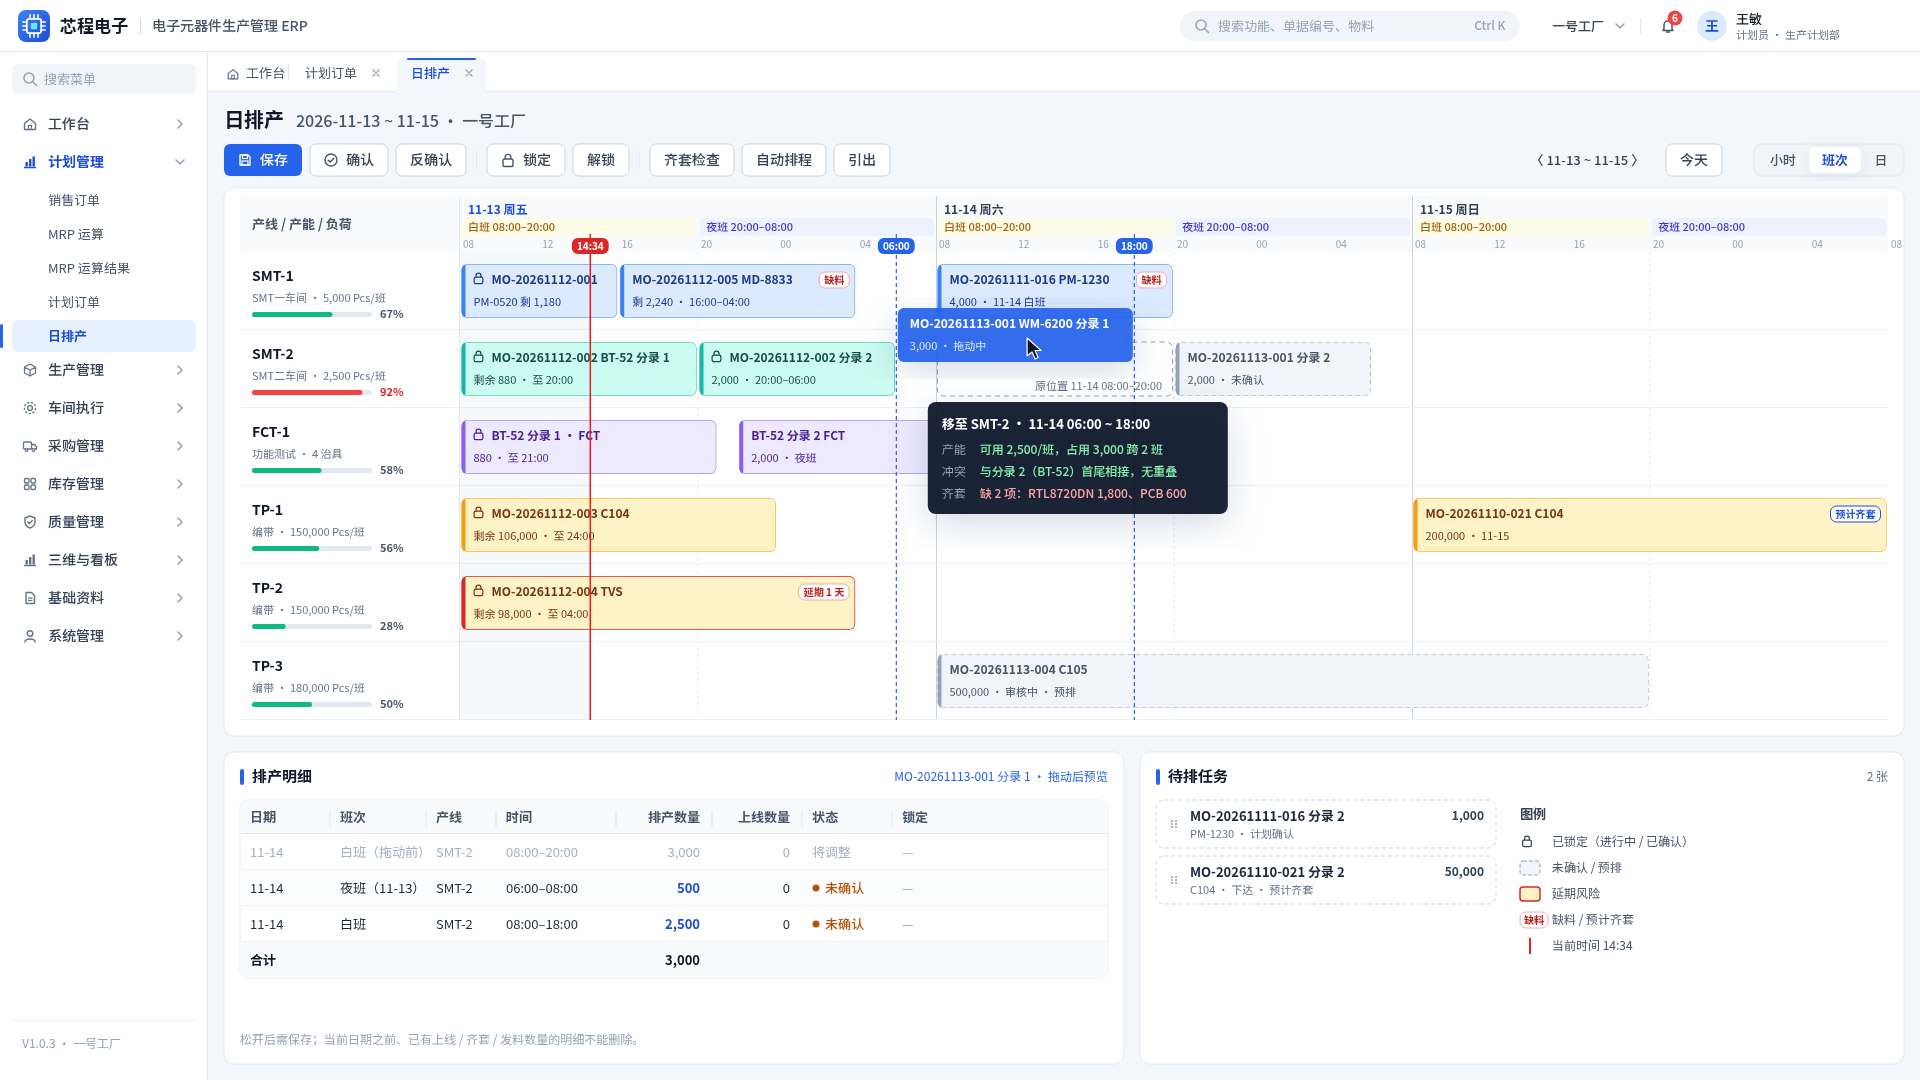 芯程电子
电子元器件生产管理 ERP
搜索功能、单据编号、物料
Ctrl K
一号工厂
6
王
王敏
计划员 · 生产计划部
搜索菜单
工作台
计划管理
销售订单
MRP 运算
MRP 运算结果
计划订单
日排产
生产管理
车间执行
采购管理
库存管理
质量管理
三维与看板
基础资料
系统管理
V1.0.3 · 一号工厂
工作台
计划订单
日排产
日排产
2026-11-13 ~ 11-15 · 一号工厂
保存
确认
反确认
锁定
解锁
齐套检查
自动排程
引出
〈 11-13 ~ 11-15 〉
今天
小时
班次
日
产线 / 产能 / 负荷
11-13 周五
11-14 周六
11-15 周日
白班 08:00–20:00
夜班 20:00–08:00
白班 08:00–20:00
夜班 20:00–08:00
白班 08:00–20:00
夜班 20:00–08:00
08
12
14:34
16
20
00
04
06:00
08
12
16
18:00
20
00
04
08
12
16
20
00
04
08
SMT-1
SMT一车间 · 5,000 Pcs/班
67%
MO-20261112-001
PM-0520 剩 1,180
MO-20261112-005 MD-8833
缺料
剩 2,240 · 16:00–04:00
MO-20261111-016 PM-1230
缺料
4,000 · 11-14 白班
MO-20261113-001 WM-6200 分录 1
3,000 · 拖动中
SMT-2
SMT二车间 · 2,500 Pcs/班
92%
MO-20261112-002 BT-52 分录 1
剩余 880 · 至 20:00
MO-20261112-002 分录 2
2,000 · 20:00–06:00
原位置 11-14 08:00–20:00
MO-20261113-001 分录 2
2,000 · 未确认
FCT-1
功能测试 · 4 治具
58%
BT-52 分录 1 · FCT
880 · 至 21:00
BT-52 分录 2 FCT
2,000 · 夜班
移至 SMT-2 · 11-14 06:00 ~ 18:00
产能 可用 2,500/班，占用 3,000 跨 2 班
冲突 与分录 2（BT-52）首尾相接，无重叠
齐套 缺 2 项：RTL8720DN 1,800、PCB 600
TP-1
编带 · 150,000 Pcs/班
56%
MO-20261112-003 C104
剩余 106,000 · 至 24:00
MO-20261110-021 C104
预计齐套
200,000 · 11-15
TP-2
编带 · 150,000 Pcs/班
28%
MO-20261112-004 TVS
延期 1 天
剩余 98,000 · 至 04:00
TP-3
编带 · 180,000 Pcs/班
50%
MO-20261113-004 C105
500,000 · 审核中 · 预排
排产明细
MO-20261113-001 分录 1 · 拖动后预览
日期 班次 产线 时间 排产数量 上线数量 状态 锁定
11-14 白班（拖动前） SMT-2 08:00–20:00 3,000 0 将调整 —
11-14 夜班（11-13） SMT-2 06:00–08:00 500 0 未确认 —
11-14 白班 SMT-2 08:00–18:00 2,500 0 未确认 —
合计 3,000
松开后需保存；当前日期之前、已有上线 / 齐套 / 发料数量的明细不能删除。
待排任务
2 张
MO-20261111-016 分录 2
1,000
PM-1230 · 计划确认
MO-20261110-021 分录 2
50,000
C104 · 下达 · 预计齐套
图例
已锁定（进行中 / 已确认）
未确认 / 预排
延期风险
缺料 缺料 / 预计齐套
当前时间 14:34